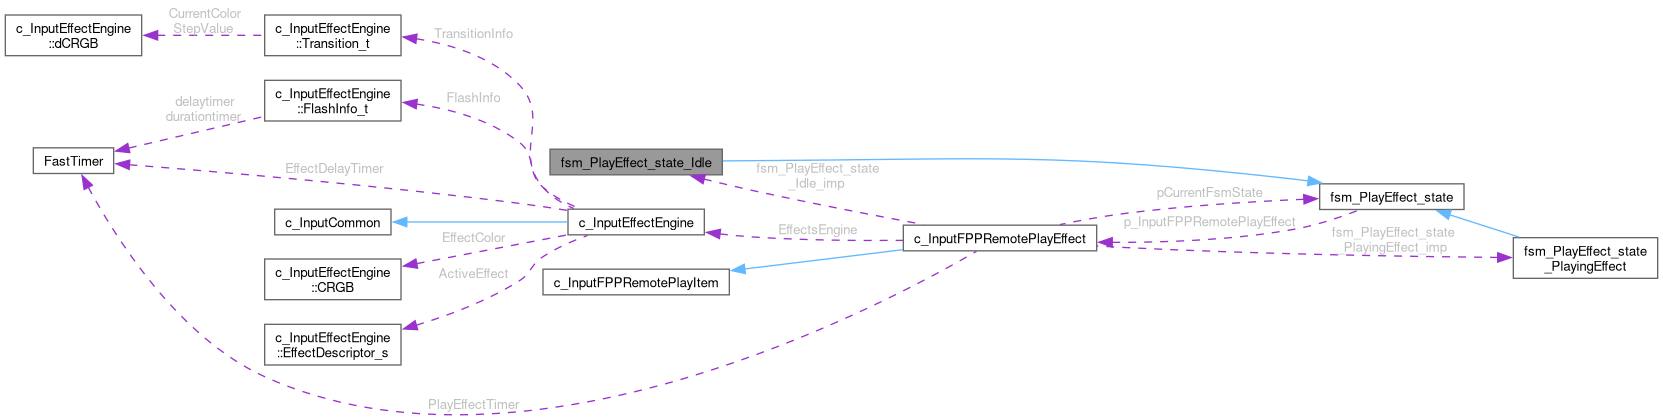 c_InputEffectEngine
::dCRGB
CurrentColor
StepValue
c_InputEffectEngine
::Transition_t
TransitionInfo
c_InputEffectEngine
::FlashInfo_t
FlashInfo
delaytimer
durationtimer
FastTimer
EffectDelayTimer
fsm_PlayEffect_state_Idle
fsm_PlayEffect_state
_Idle_imp
c_InputCommon
c_InputEffectEngine
EffectsEngine
c_InputFPPRemotePlayEffect
pCurrentFsmState
p_InputFPPRemotePlayEffect
fsm_PlayEffect_state
fsm_PlayEffect_state
_PlayingEffect_imp
fsm_PlayEffect_state
_PlayingEffect
EffectColor
c_InputEffectEngine
::CRGB
ActiveEffect
c_InputFPPRemotePlayItem
c_InputEffectEngine
::EffectDescriptor_s
PlayEffectTimer